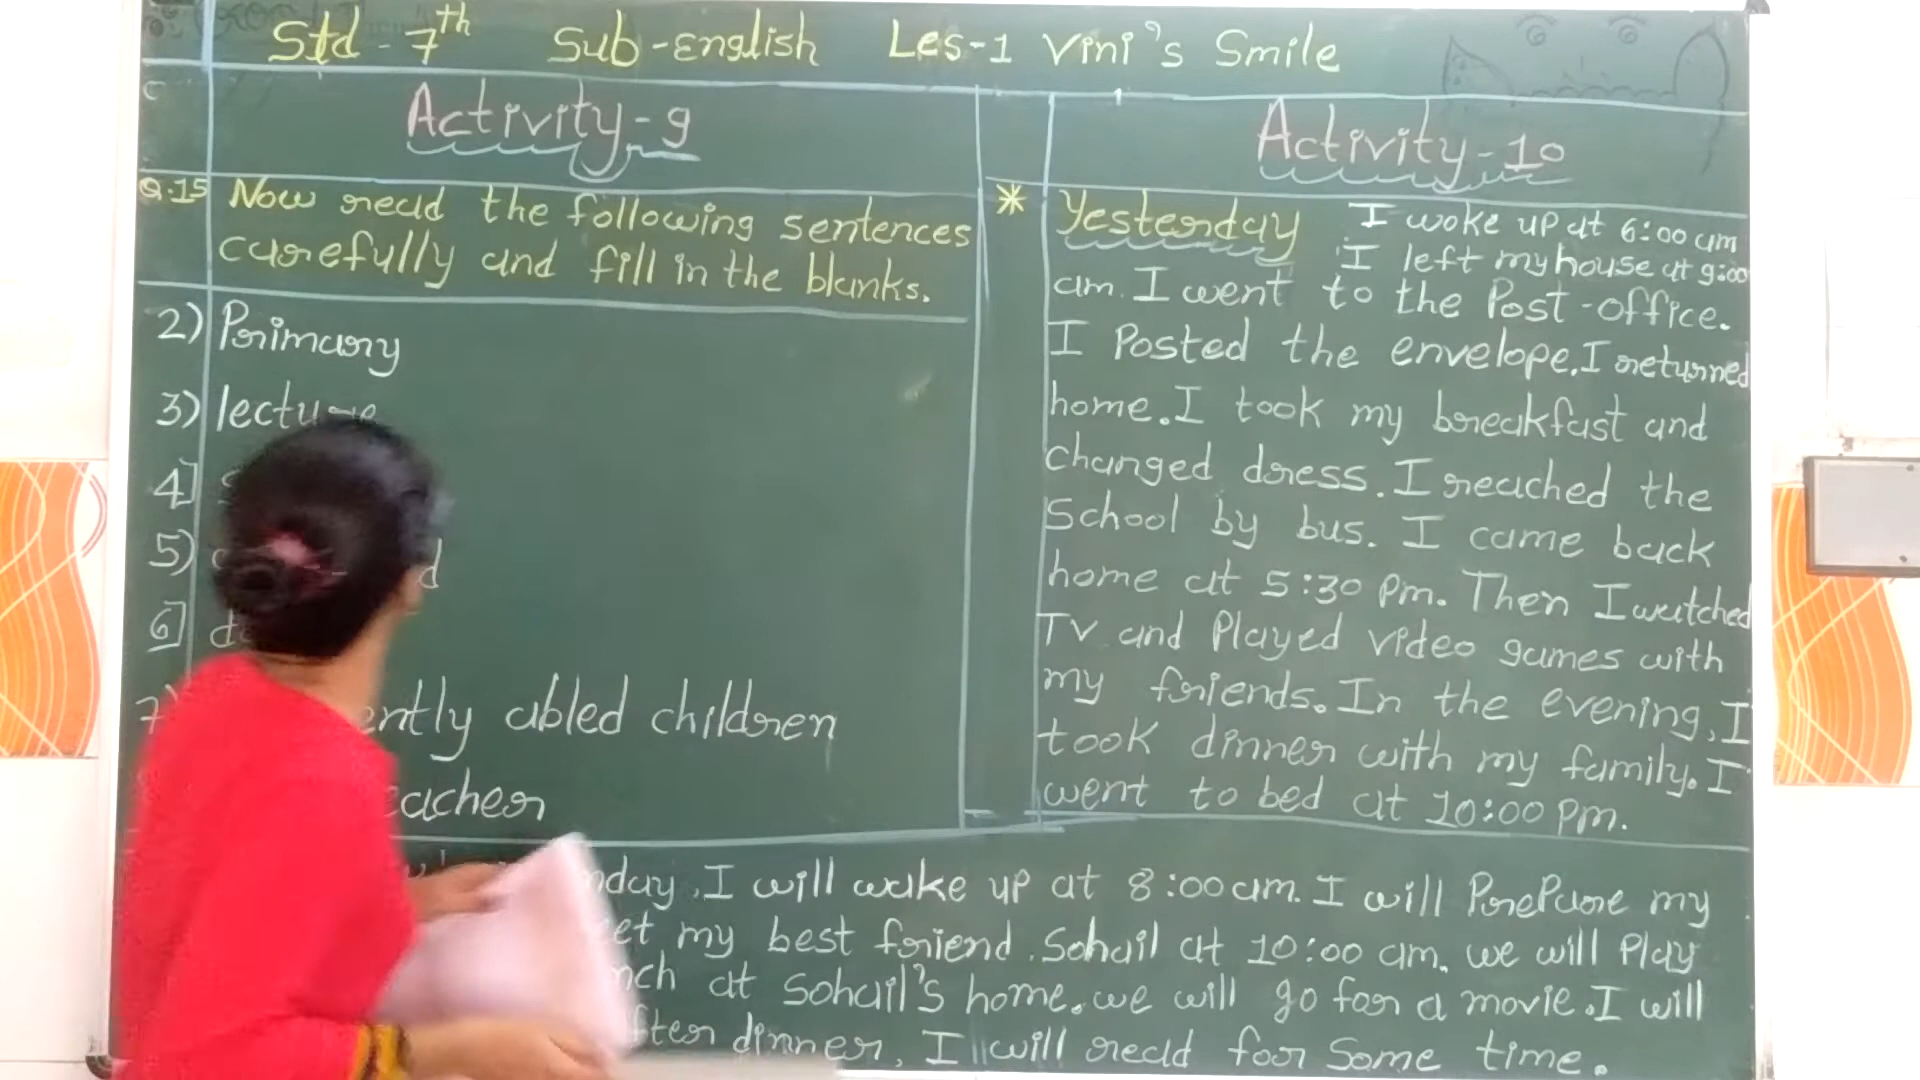 Std - 7th Sub - English Les-1 Vini's Smile
Activity-9
Q.15 Now read the following sentences
carefully and fill in the blanks.
2) Primary
3) lecture
4]
5)
6]
7) ently abled children
eacher
Activity-10
* Yesterday I woke up at 6:00 am
I left my house at 9:00
am. I went to the Post-office.
I Posted the envelope. I returned
home. I took my breakfast and
changed dress. I reached the
School by bus. I came back
home at 5:30 Pm. Then I watched
TV and Played video games with
my friends. In the evening, I
took dinner with my family. I
went to bed at 10:00 Pm.
nday, I will wake up at 8:00 am. I will PrePare my
et my best friend. Sohail at 10:00 am. we will Play
nch at Sohail's home. we will go for a movie. I will
fter dinner, I will read for Some time.